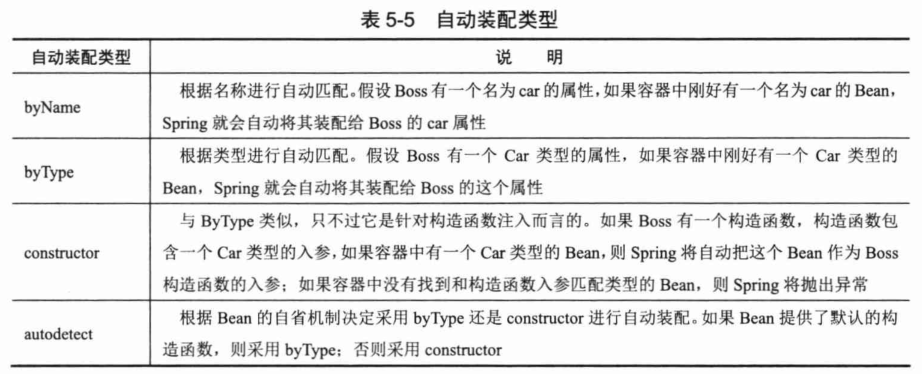 表 5-5 自动装配类型
自动装配类型 说 明
byName
根据名称进行自动匹配。假设 Boss 有一个名为 car 的属性，如果容器中刚好有一个名为 car 的 Bean，
Spring 就会自动将其装配给 Boss 的 car 属性
byType
根据类型进行自动匹配。假设 Boss 有一个 Car 类型的属性，如果容器中刚好有一个 Car 类型的
Bean，Spring 就会自动将其装配给 Boss 的这个属性
constructor
与 ByType 类似，只不过它是针对构造函数注入而言的。如果 Boss 有一个构造函数，构造函数包
含一个 Car 类型的入参，如果容器中有一个 Car 类型的 Bean，则 Spring 将自动把这个 Bean 作为 Boss
构造函数的入参；如果容器中没有找到和构造函数入参匹配类型的 Bean，则 Spring 将抛出异常
autodetect
根据 Bean 的自省机制决定采用 byType 还是 constructor 进行自动装配。如果 Bean 提供了默认的构
造函数，则采用 byType；否则采用 constructor